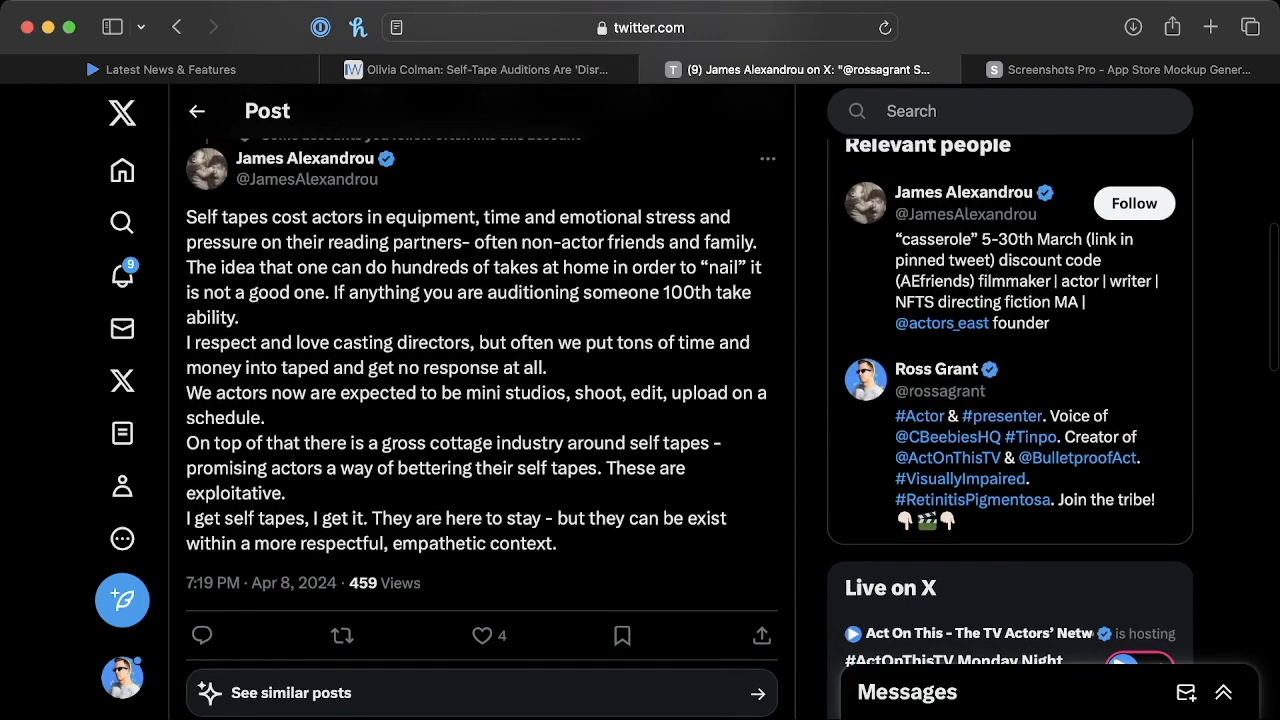 twitter.com
Latest News & Features
Olivia Colman: Self-Tape Auditions Are 'Disr...
(9) James Alexandrou on X: "@rossagrant S...
Screenshots Pro - App Store Mockup Gener...
Post
Search
James Alexandrou
@JamesAlexandrou
Self tapes cost actors in equipment, time and emotional stress and
pressure on their reading partners- often non-actor friends and family.
The idea that one can do hundreds of takes at home in order to “nail” it
is not a good one. If anything you are auditioning someone 100th take
ability.
I respect and love casting directors, but often we put tons of time and
money into taped and get no response at all.
We actors now are expected to be mini studios, shoot, edit, upload on a
schedule.
On top of that there is a gross cottage industry around self tapes -
promising actors a way of bettering their self tapes. These are
exploitative.
I get self tapes, I get it. They are here to stay - but they can be exist
within a more respectful, empathetic context.
7:19 PM · Apr 8, 2024 · 459 Views
4
See similar posts
9
Relevant people
James Alexandrou
@JamesAlexandrou
Follow
“casserole” 5-30th March (link in
pinned tweet) discount code
(AEfriends) filmmaker | actor | writer |
NFTS directing fiction MA |
@actors_east founder
Ross Grant
@rossagrant
#Actor & #presenter. Voice of
@CBeebiesHQ #Tinpo. Creator of
@ActOnThisTV & @BulletproofAct.
#VisuallyImpaired.
#RetinitisPigmentosa. Join the tribe!
Live on X
Act On This - The TV Actors’ Netw is hosting
#ActOnThisTV Monday Night
Messages